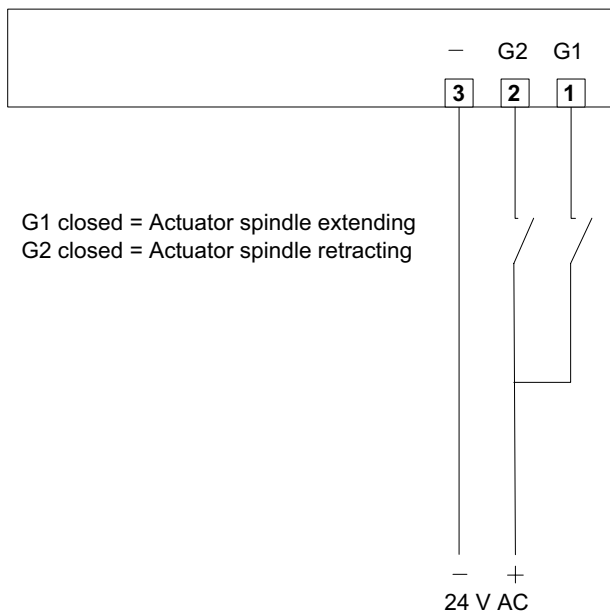 — G2 G1
3 2 1
G1 closed = Actuator spindle extending
G2 closed = Actuator spindle retracting
— +
24 V AC